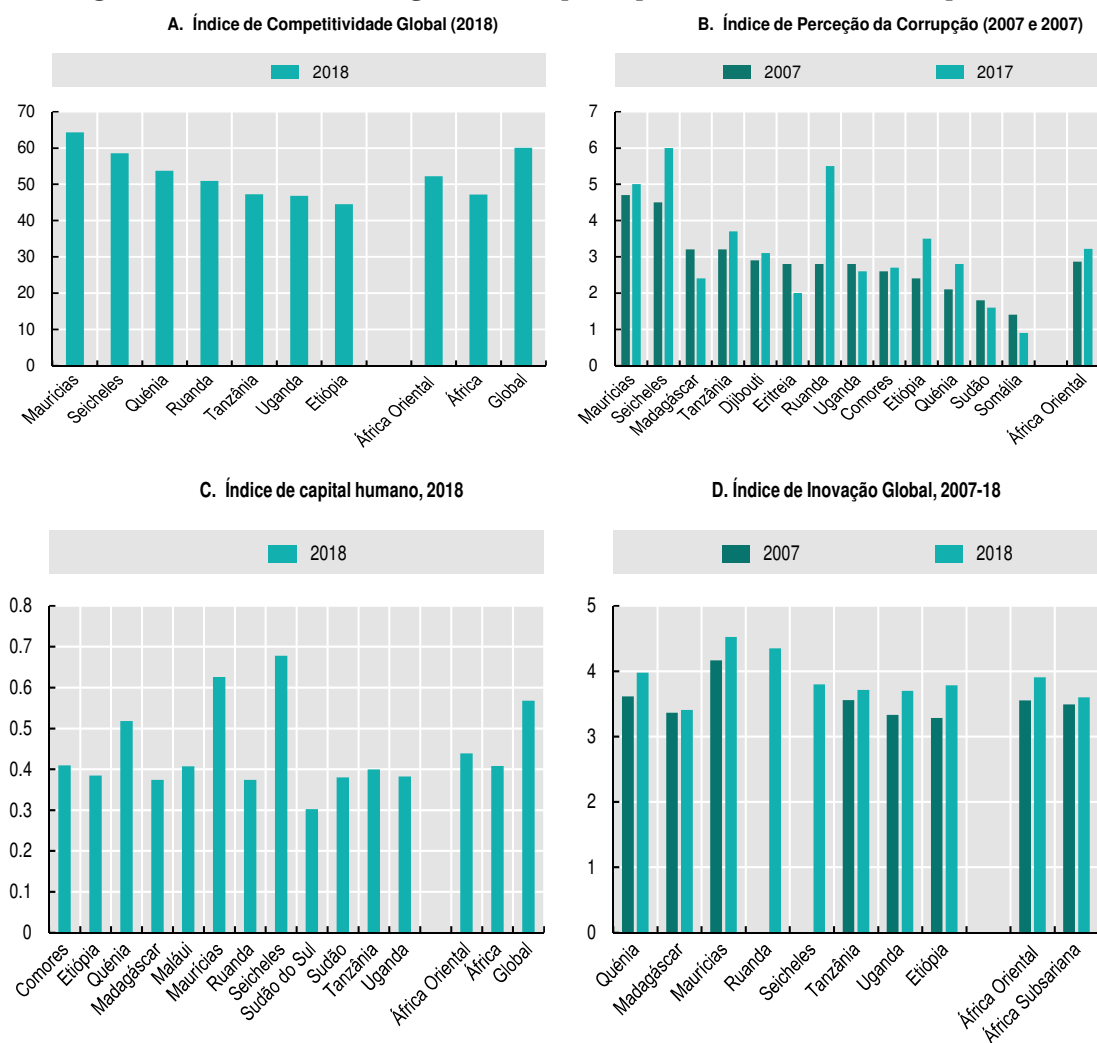 A. Índice de Competitividade Global (2018)
2018
70
60
50
40
30
20
10
0
Maurícias
Seicheles
Quénia
Ruanda
Tanzânia
Uganda
Etiópia
África Oriental
África
Global
B. Índice de Perceção da Corrupção (2007 e 2007)
2007
2017
7
6
5
4
3
2
1
0
Maurícias
Seicheles
Madagáscar
Tanzânia
Djibouti
Eritreia
Ruanda
Uganda
Comores
Etiópia
Quénia
Sudão
Somália
África Oriental
C. Índice de capital humano, 2018
2018
0.8
0.7
0.6
0.5
0.4
0.3
0.2
0.1
0
Comores
Etiópia
Quénia
Madagáscar
Maláui
Maurícias
Ruanda
Seicheles
Sudão do Sul
Sudão
Tanzânia
Uganda
África Oriental
África
Global
D. Índice de Inovação Global, 2007-18
2007
2018
5
4
3
2
1
0
Quénia
Madagáscar
Maurícias
Ruanda
Seicheles
Tanzânia
Uganda
Etiópia
África Oriental
África Subsariana